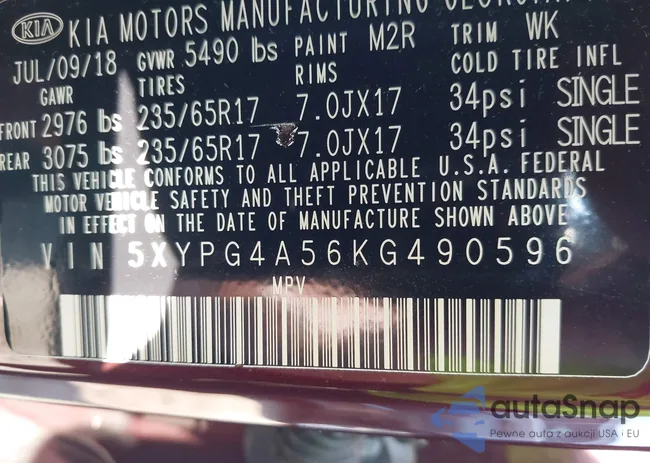 KIA KIA MOTORS MANUFACTURING GEORGIA
JUL/09/18 GVWR 5490 lbs PAINT M2R TRIM WK
GAWR TIRES RIMS COLD TIRE INFL
FRONT 2976 lbs 235/65R17 7.0JX17 34psi SINGLE
REAR 3075 lbs 235/65R17 7.0JX17 34psi SINGLE
THIS VEHICLE CONFORMS TO ALL APPLICABLE U.S.A. FEDERAL
MOTOR VEHICLE SAFETY AND THEFT PREVENTION STANDARDS
IN EFFECT ON THE DATE OF MANUFACTURE SHOWN ABOVE
VIN 5XYPG4A56KG490596
MPV
autaSnap
Pewne auta z aukcji USA i EU